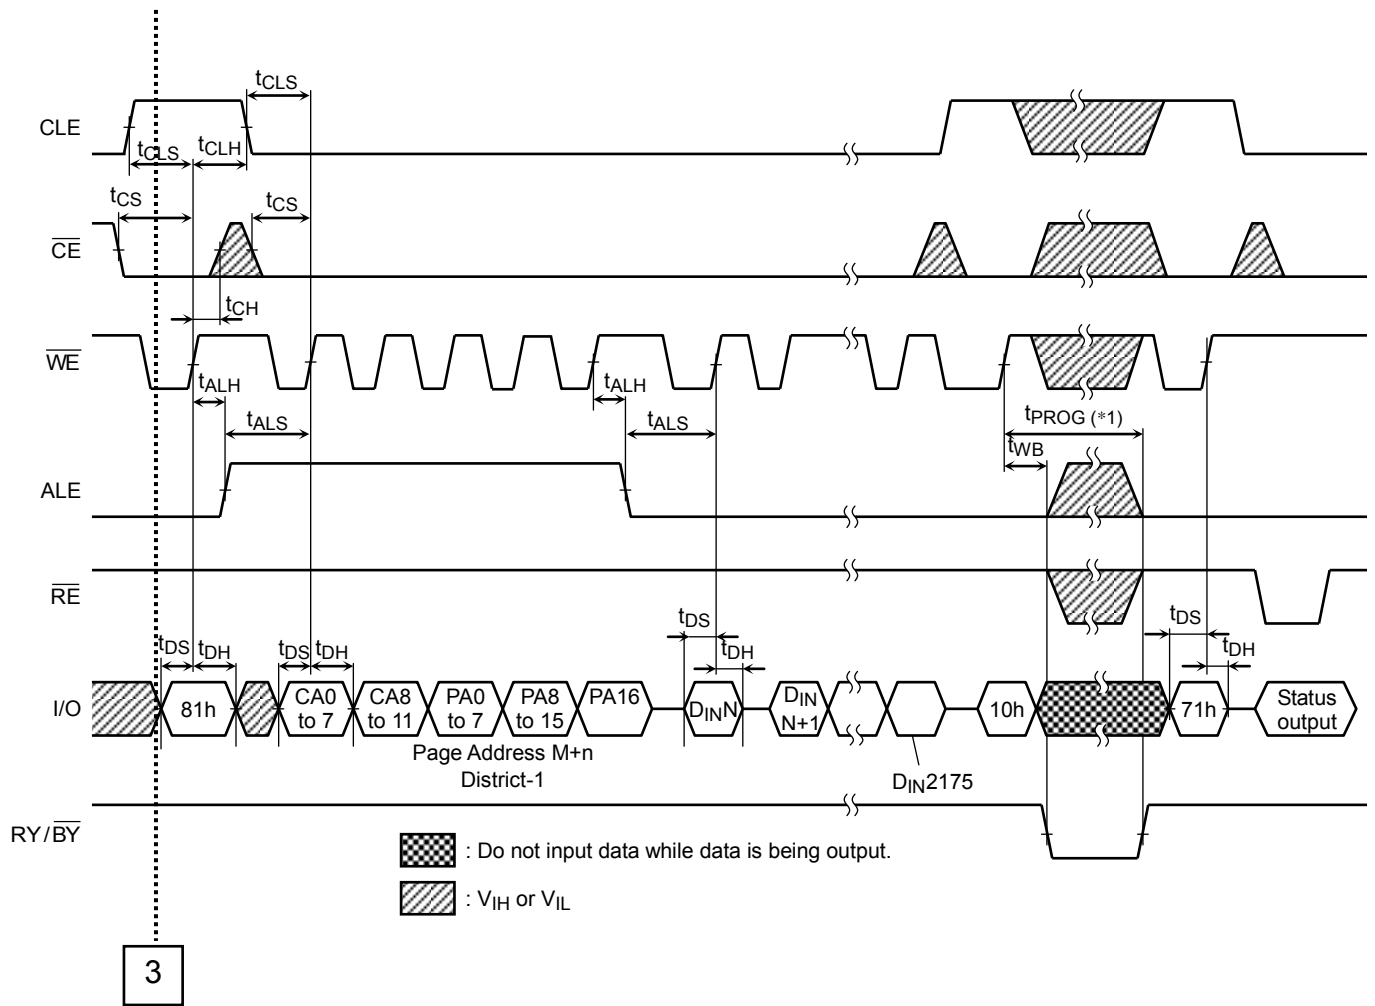 tCLS
CLE
tCLS
tCLH
tCS
tCS
CE
tCH
WE
tALH
tALH
tALS
tALS
tPROG (*1)
tWB
ALE
RE
tDS
tDH
tDS
tDH
tDS
tDH
tDS
tDH
I/O
81h
CA0
to 7
CA8
to 11
PA0
to 7
PA8
to 15
PA16
DINN
DIN
N+1
10h
71h
Status
output
Page Address M+n
District-1
DIN2175
RY/BY
: Do not input data while data is being output.
: VIH or VIL
3